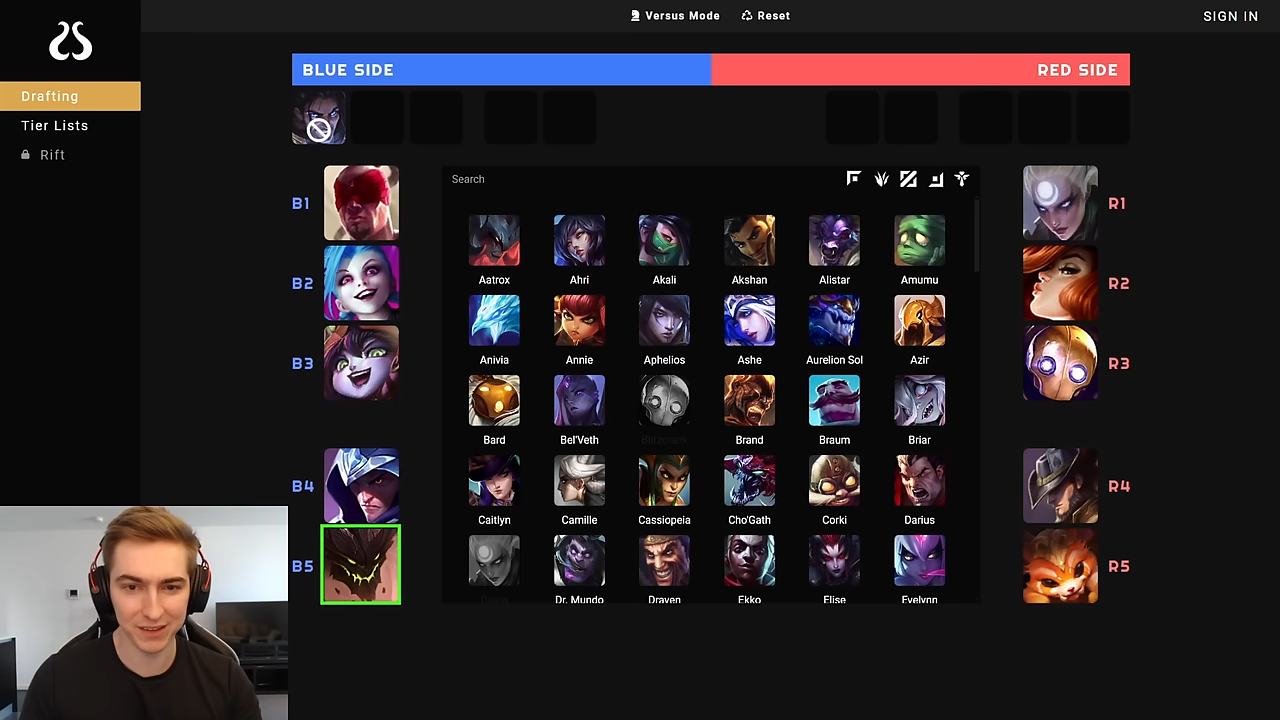 Versus Mode Reset SIGN IN
BLUE SIDE RED SIDE
Drafting
Tier Lists
Rift
Search
B1 R1
B2 R2
B3 R3
B4 R4
B5 R5
Aatrox Ahri Akali Akshan Alistar Amumu
Anivia Annie Aphelios Ashe Aurelion Sol Azir
Bard Bel'Veth Blitzcrank Brand Braum Briar
Caitlyn Camille Cassiopeia Cho'Gath Corki Darius
Diana Dr. Mundo Draven Ekko Elise Evelynn